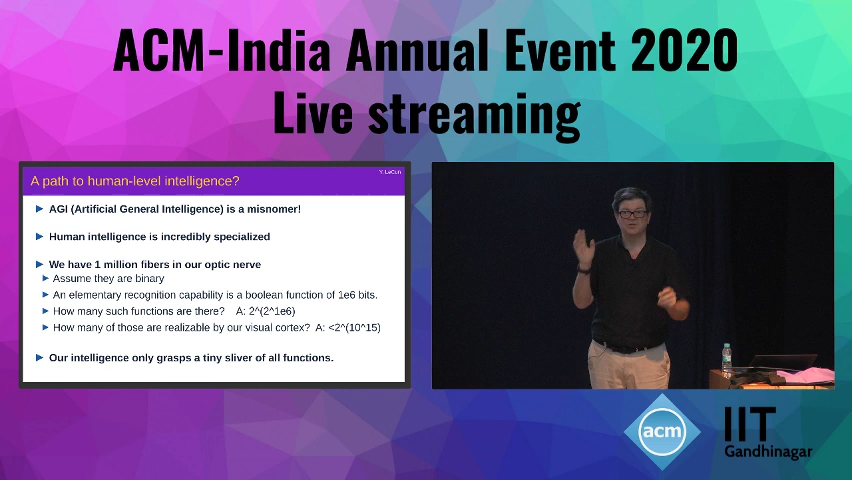 ACM-India Annual Event 2020
Live streaming
Y. LeCun
A path to human-level intelligence?
AGI (Artificial General Intelligence) is a misnomer!
Human intelligence is incredibly specialized
We have 1 million fibers in our optic nerve
Assume they are binary
An elementary recognition capability is a boolean function of 1e6 bits.
How many such functions are there? A: 2^(2^1e6)
How many of those are realizable by our visual cortex? A: <2^(10^15)
Our intelligence only grasps a tiny sliver of all functions.
acm
IIT
Gandhinagar